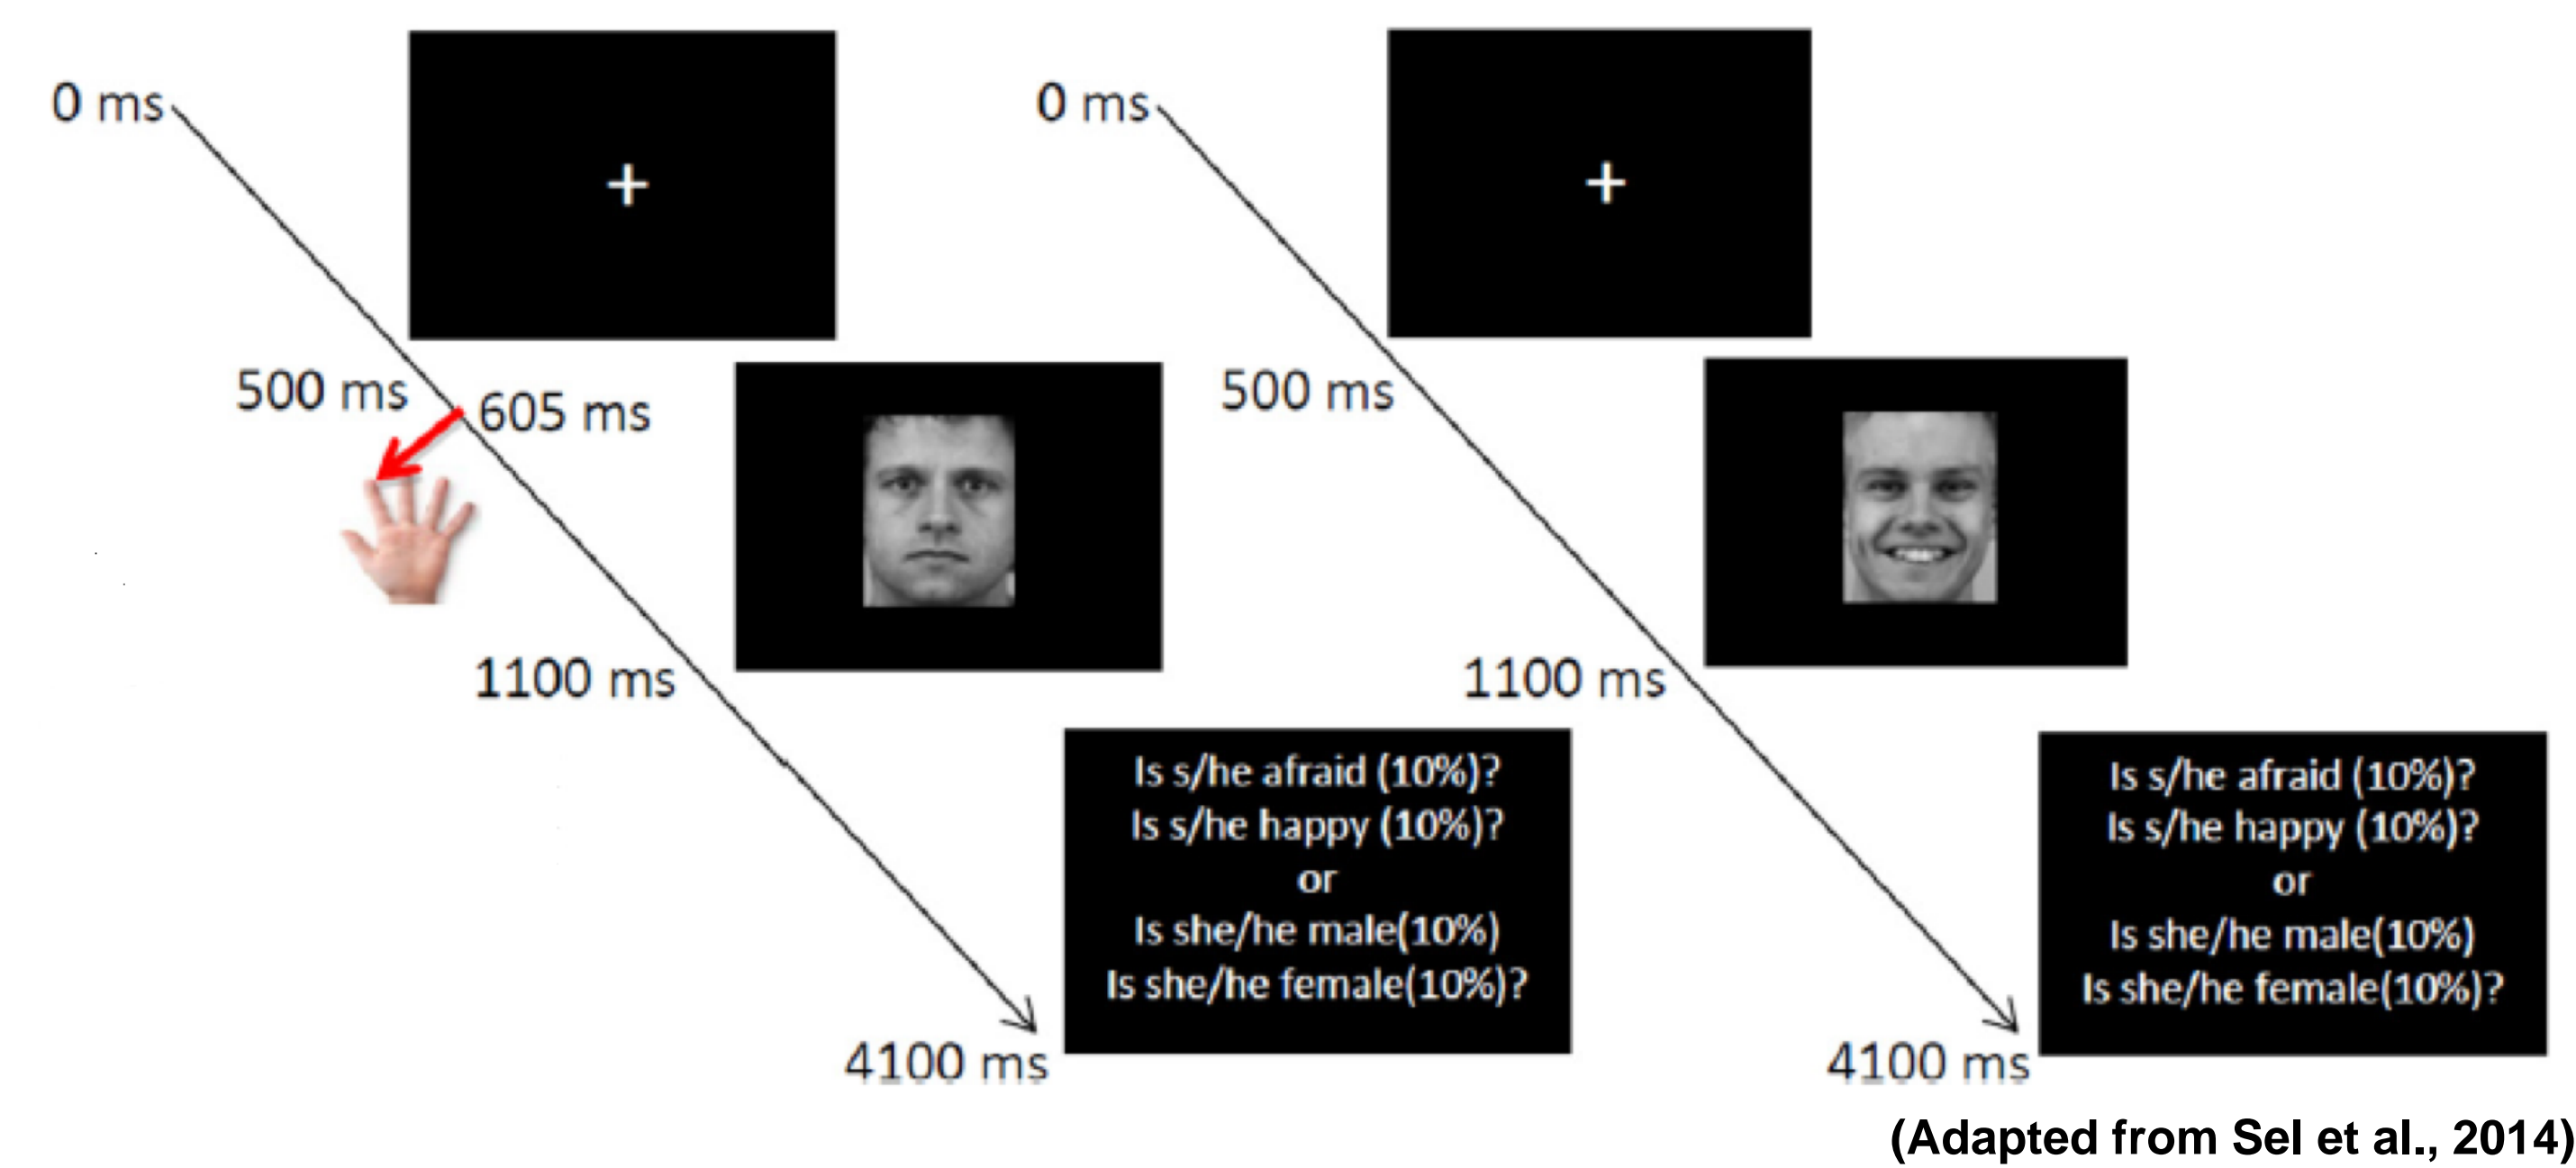 0 ms
500 ms
605 ms
1100 ms
Is s/he afraid (10%)?
Is s/he happy (10%)?
or
Is she/he male(10%)
Is she/he female(10%)?
4100 ms
0 ms
500 ms
1100 ms
Is s/he afraid (10%)?
Is s/he happy (10%)?
or
Is she/he male(10%)
Is she/he female(10%)?
4100 ms
(Adapted from Sel et al., 2014)